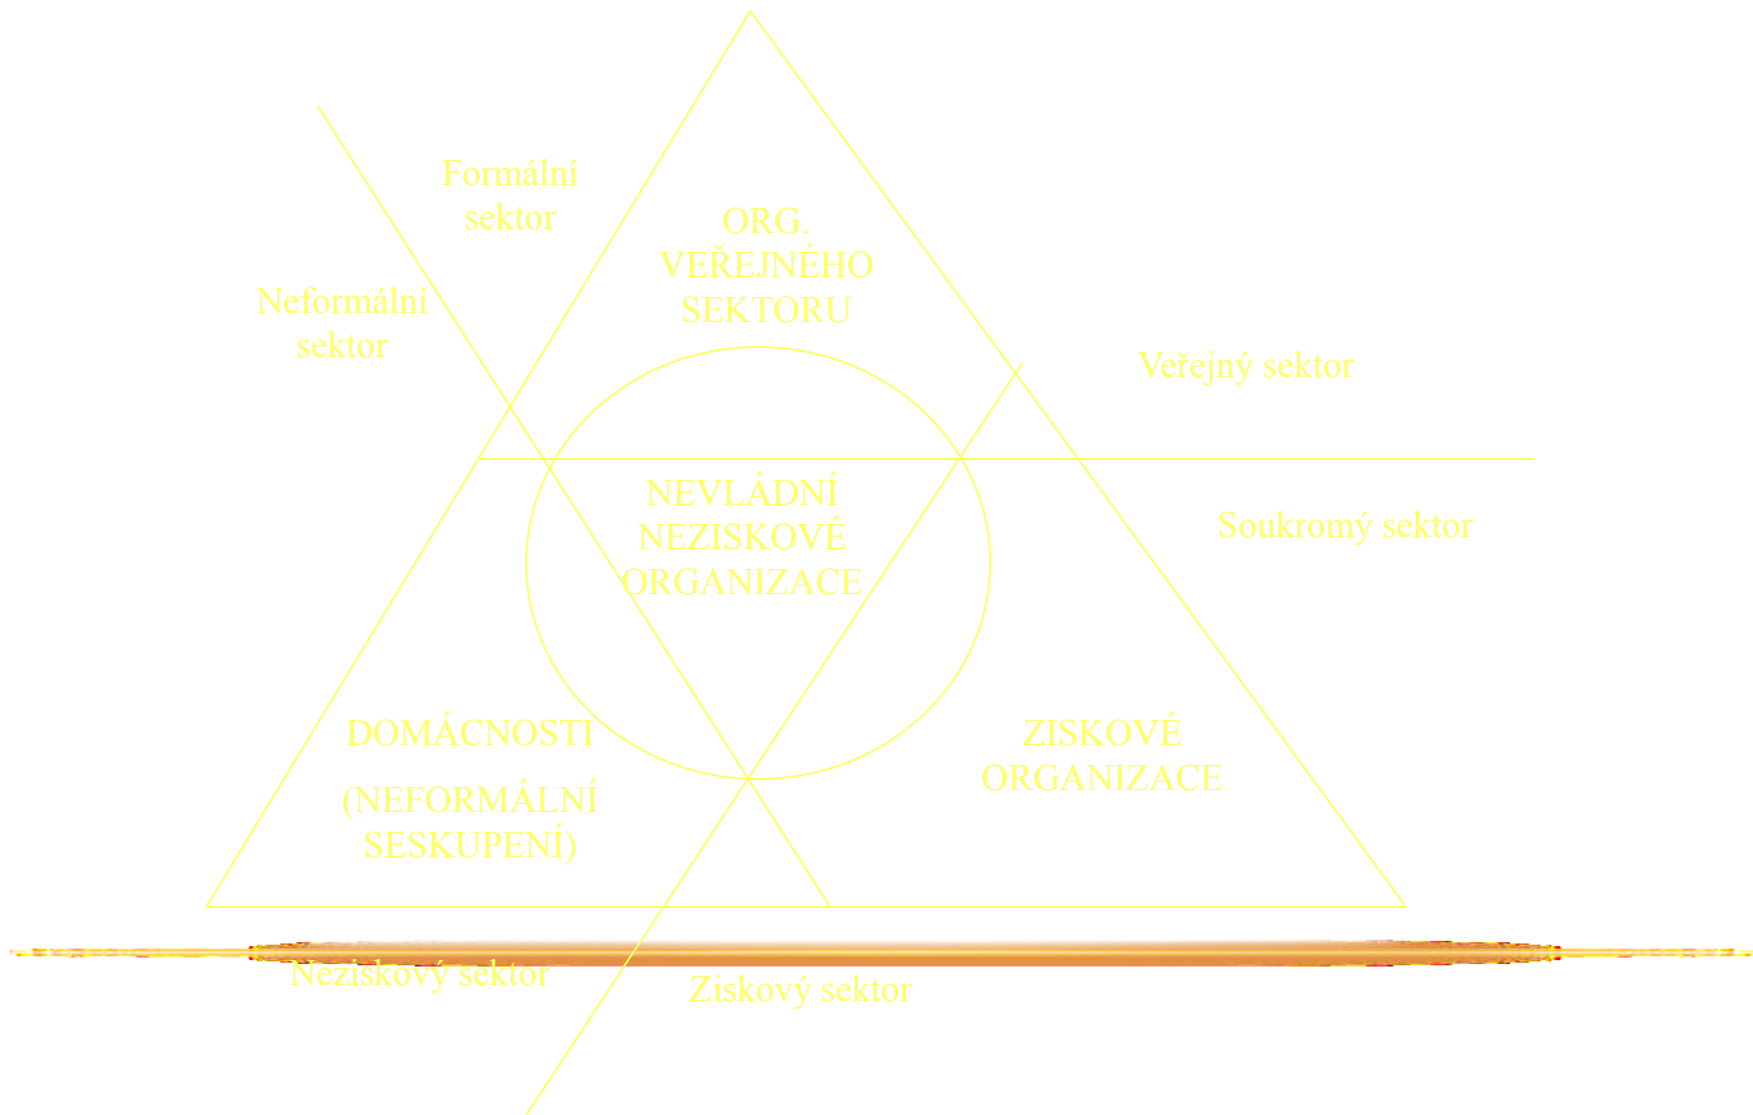 Formální
sektor
Neformální
sektor
ORG.
VEŘEJNÉHO
SEKTORU
Veřejný sektor
Soukromý sektor
NEVLÁDNÍ
NEZISKOVÉ
ORGANIZACE
DOMÁCNOSTI
(NEFORMÁLNÍ
SESKUPENÍ)
ZISKOVÉ
ORGANIZACE
Neziskový sektor
Ziskový sektor